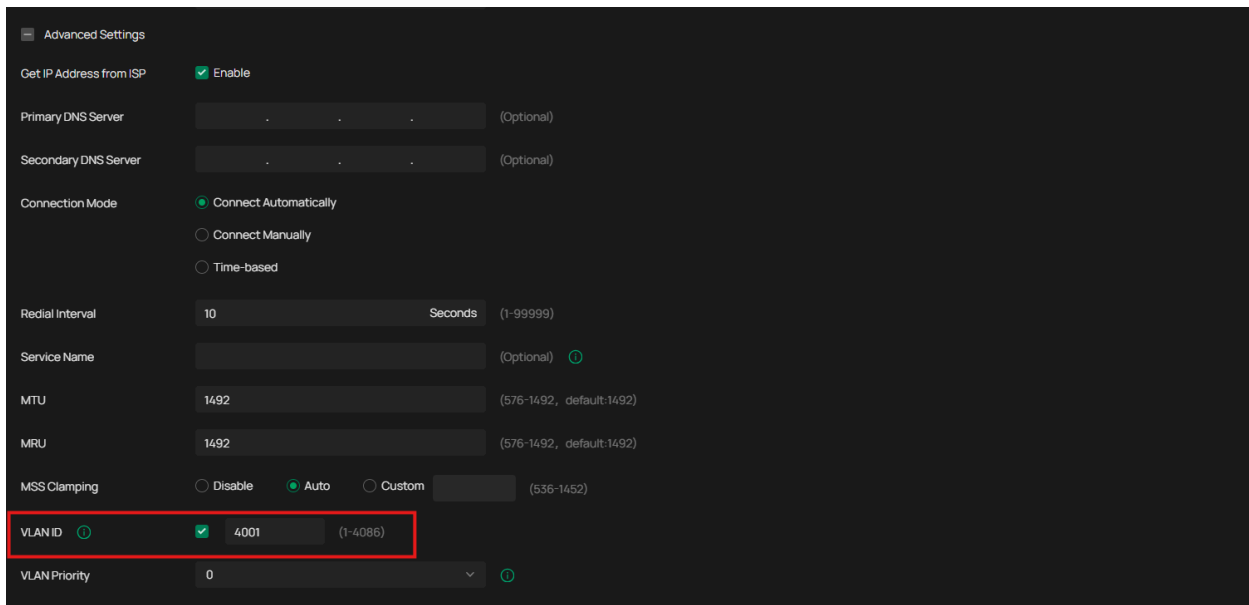 Advanced Settings
Get IP Address from ISP Enable
Primary DNS Server . . . (Optional)
Secondary DNS Server . . . (Optional)
Connection Mode Connect Automatically
Connect Manually
Time-based
Redial Interval 10 Seconds (1-99999)
Service Name (Optional)
MTU 1492 (576-1492, default:1492)
MRU 1492 (576-1492, default:1492)
MSS Clamping Disable Auto Custom (536-1452)
VLAN ID 4001 (1-4086)
VLAN Priority 0